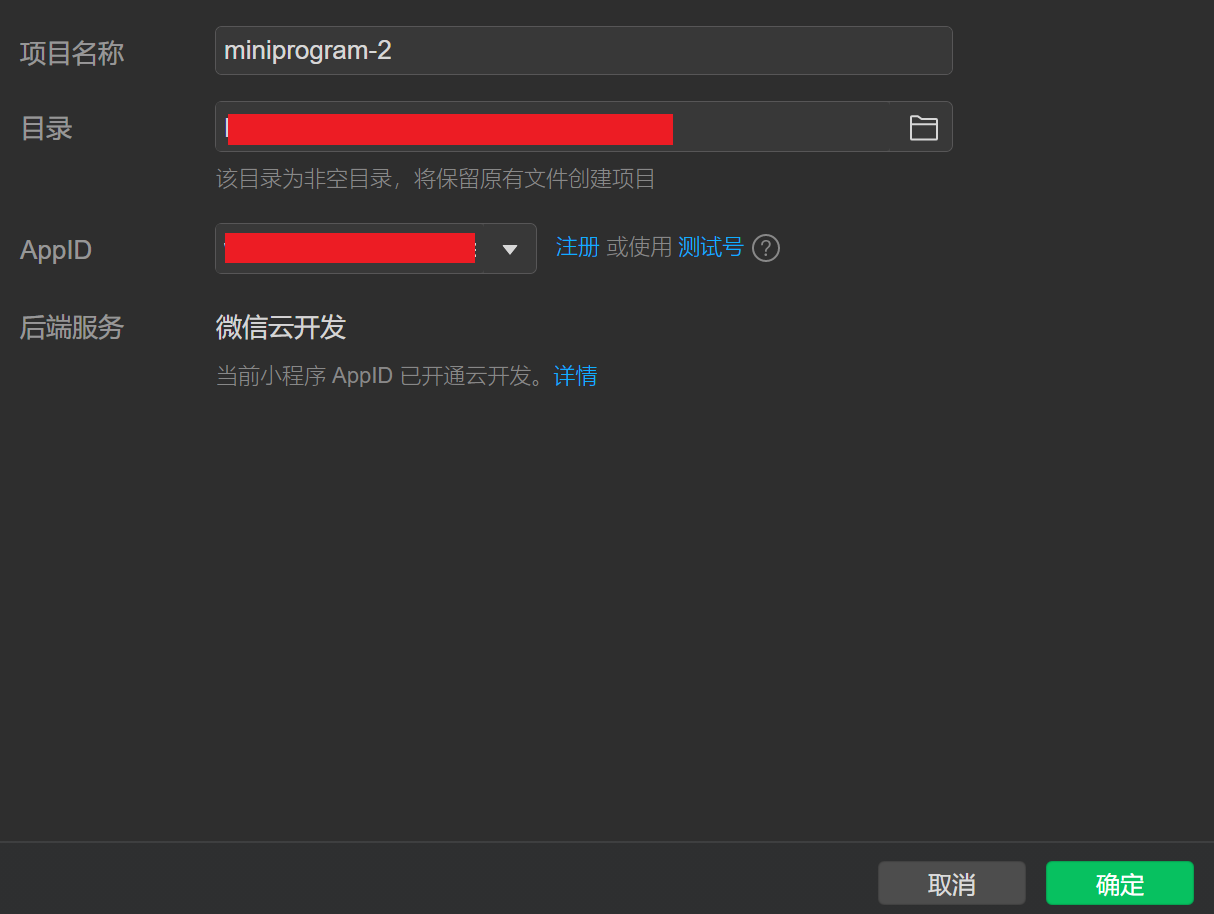 项目名称
miniprogram-2
目录
该目录为非空目录，将保留原有文件创建项目
AppID
注册 或使用 测试号 ?
后端服务
微信云开发
当前小程序 AppID 已开通云开发。详情
取消
确定